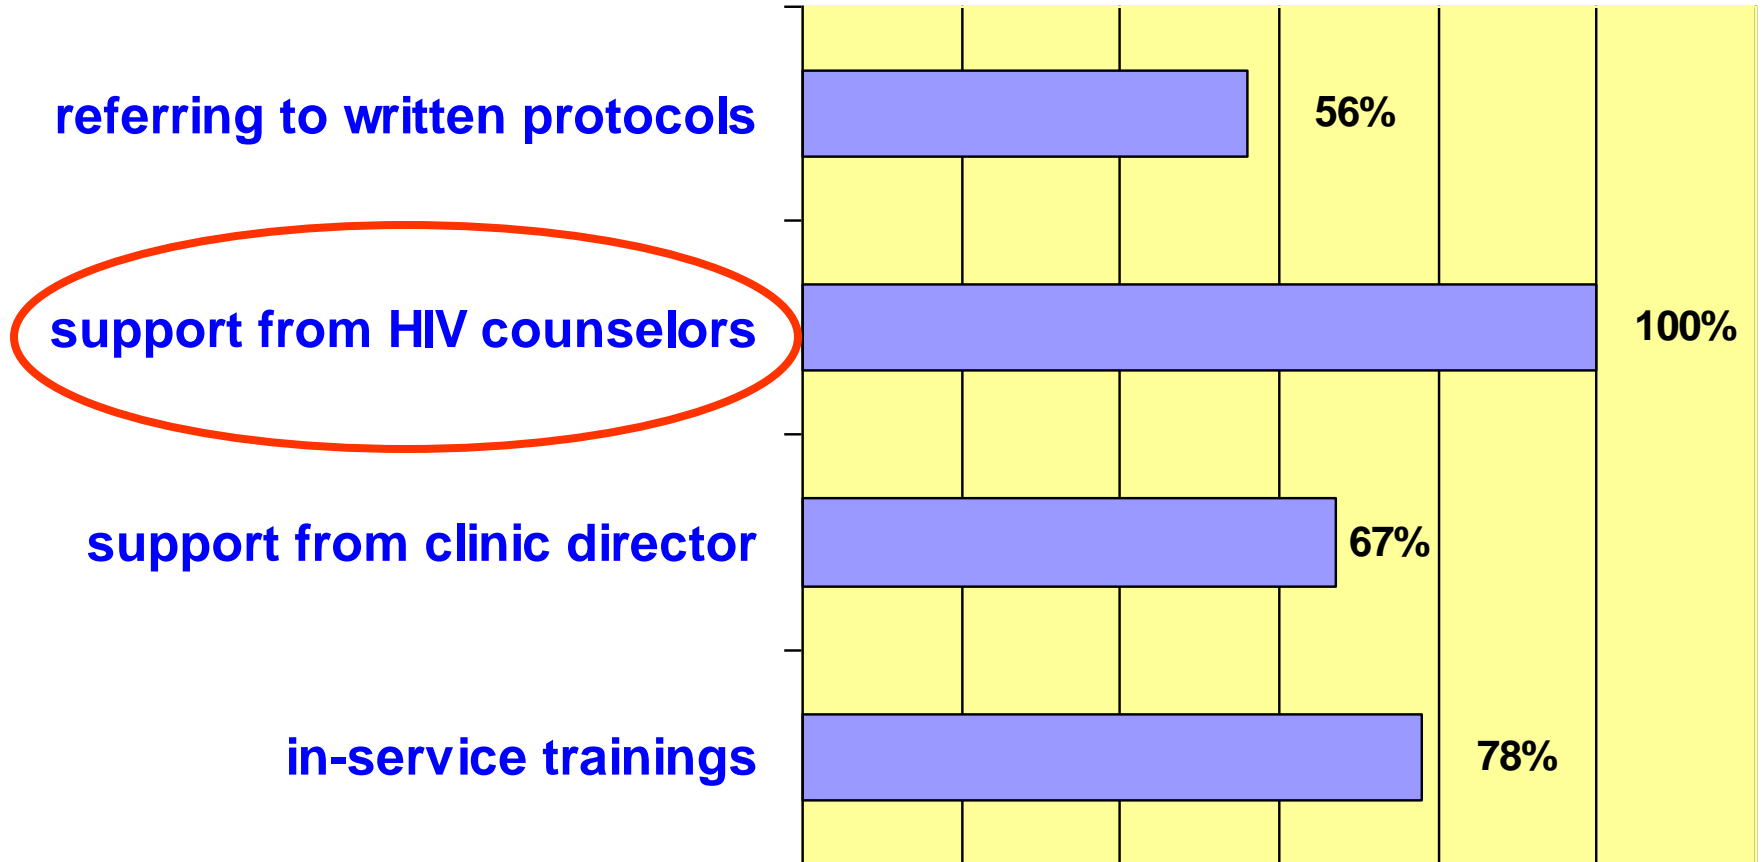 referring to written protocols 56%
support from HIV counselors 100%
support from clinic director 67%
in-service trainings 78%